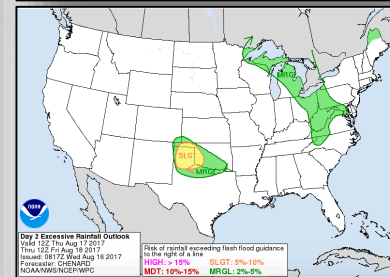 MRGL
SLGT
MRGL
NOAA
Day 2 Excessive Rainfall Outlook
Valid 12Z Thu Aug 17 2017
Thru 12Z Fri Aug 18 2017
Issued: 0817Z Wed Aug 16 2017
Forecaster: CHENARD
NOAA/NWS/NCEP/WPC
Risk of rainfall exceeding flash flood guidance
to the right of a line
HIGH: > 15% SLGT: 5%-10%
MDT: 10%-15% MRGL: 2%-5%